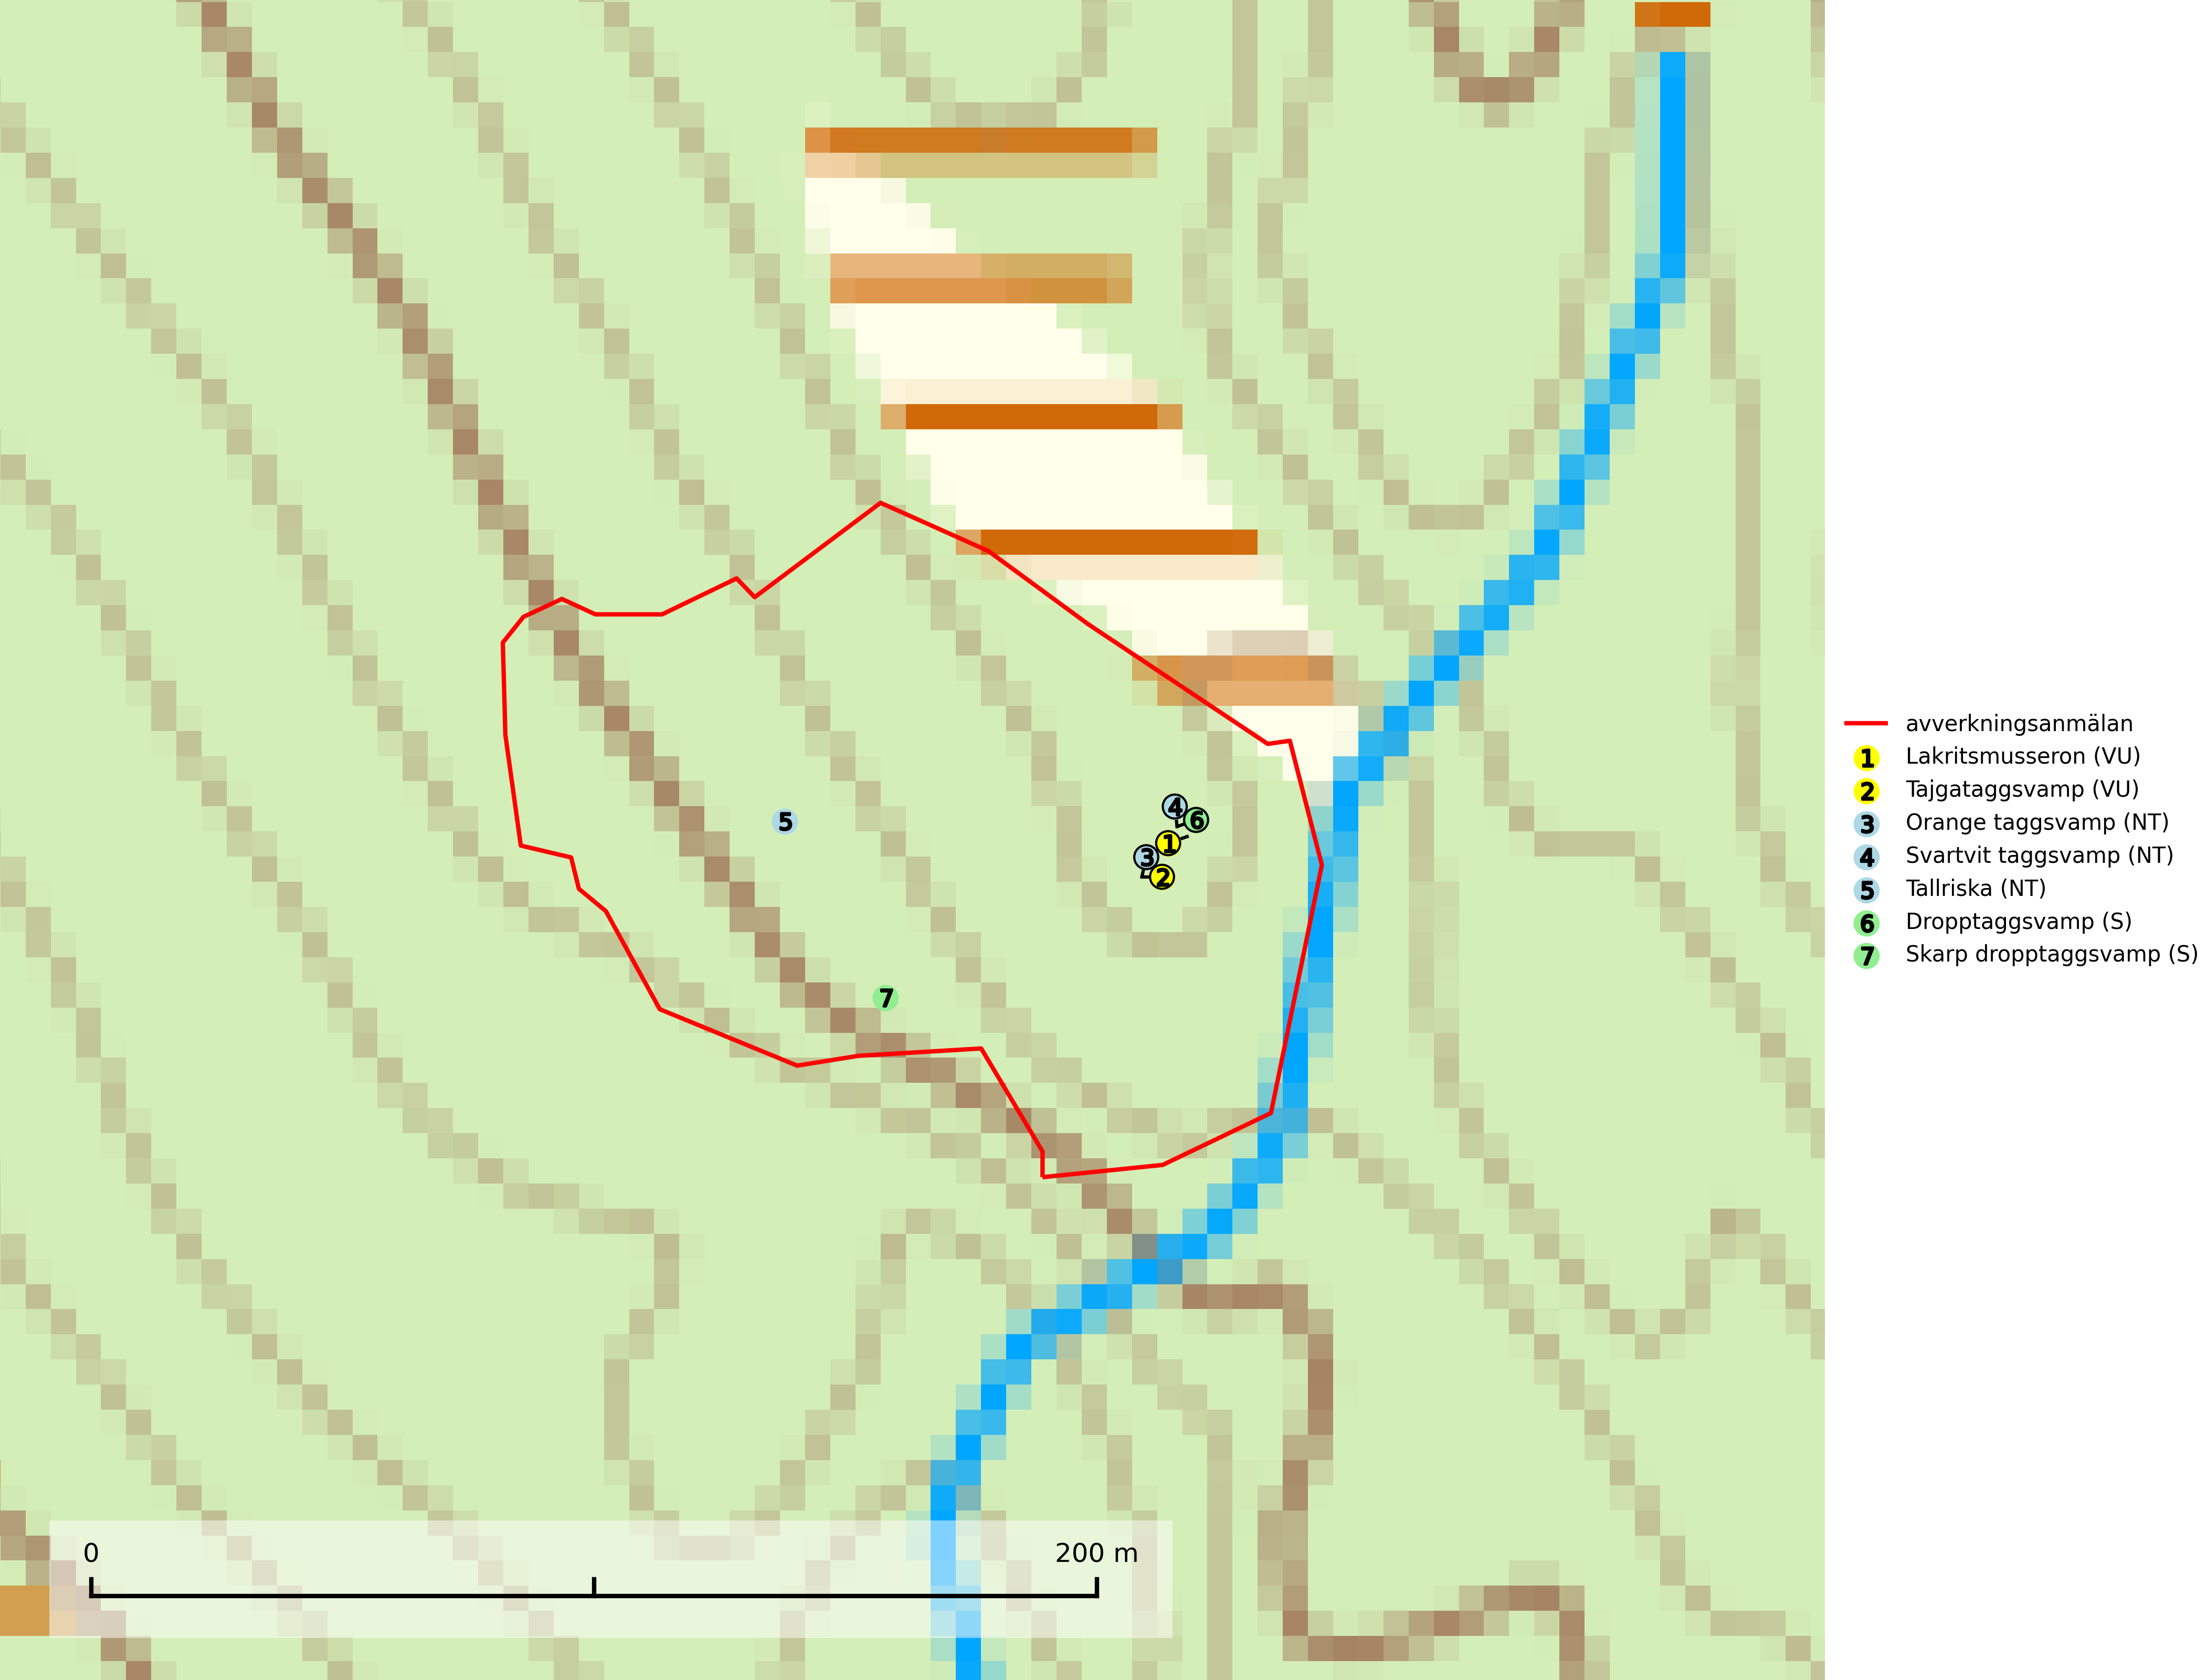 avverkningsanmälan
1 Lakritsmusseron (VU)
2 Tajgataggsvamp (VU)
3 Orange taggsvamp (NT)
4 Svartvit taggsvamp (NT)
5 Tallriska (NT)
6 Dropptaggsvamp (S)
7 Skarp dropptaggsvamp (S)
5
4
6
1
3
2
7
0 200 m